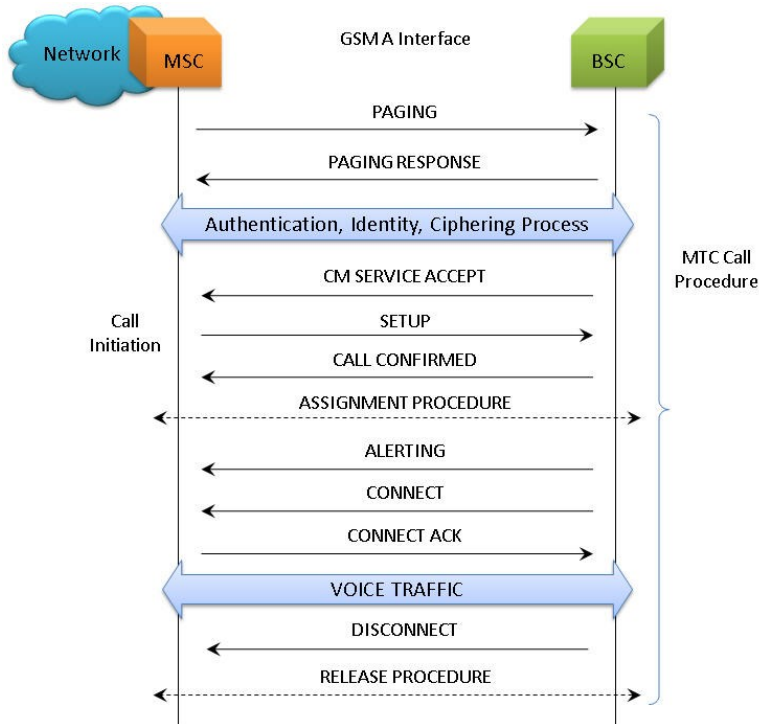 GSM A Interface
Network
MSC
BSC
PAGING
PAGING RESPONSE
Authentication, Identity, Ciphering Process
CM SERVICE ACCEPT
MTC Call
Procedure
SETUP
Call
Initiation
CALL CONFIRMED
ASSIGNMENT PROCEDURE
ALERTING
CONNECT
CONNECT ACK
VOICE TRAFFIC
DISCONNECT
RELEASE PROCEDURE